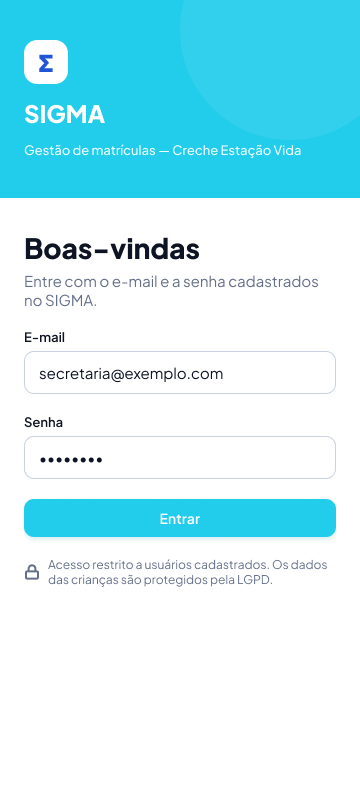 Σ
SIGMA
Gestão de matrículas — Creche Estação Vida
Boas-vindas
Entre com o e-mail e a senha cadastrados
no SIGMA.
E-mail
secretaria@exemplo.com
Senha
••••••••
Entrar
Acesso restrito a usuários cadastrados. Os dados
das crianças são protegidos pela LGPD.